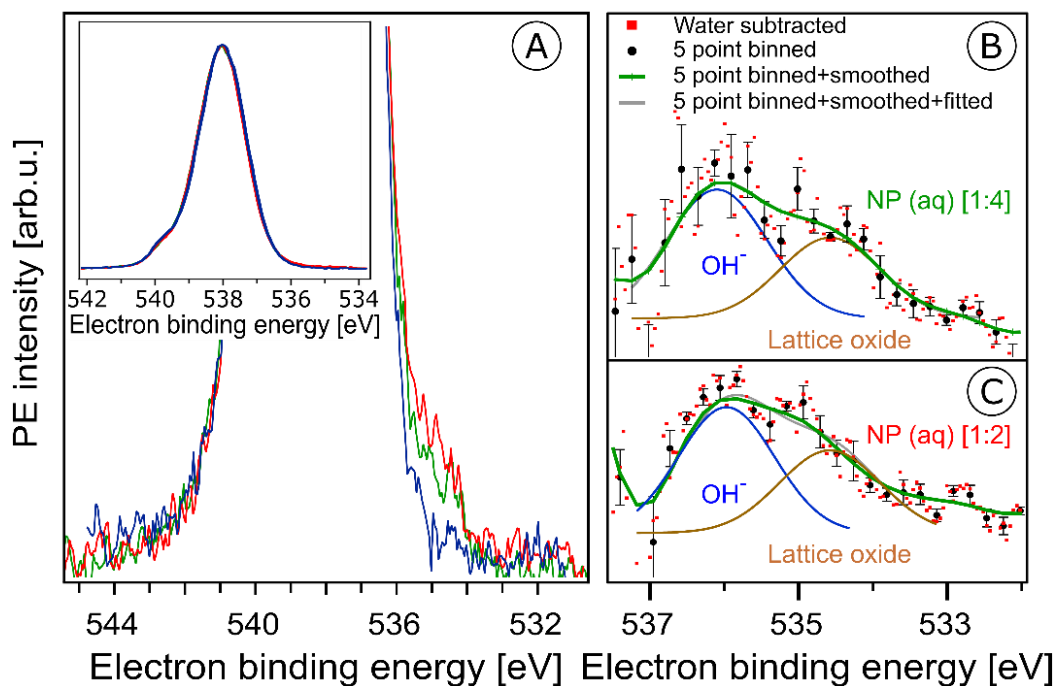 A
PE intensity [arb.u.]
542 540 538 536 534
Electron binding energy [eV]
544 540 536 532
Electron binding energy [eV]
B
Water subtracted
5 point binned
5 point binned+smoothed
5 point binned+smoothed+fitted
NP (aq) [1:4]
OH⁻
Lattice oxide
C
NP (aq) [1:2]
OH⁻
Lattice oxide
537 535 533
Electron binding energy [eV]